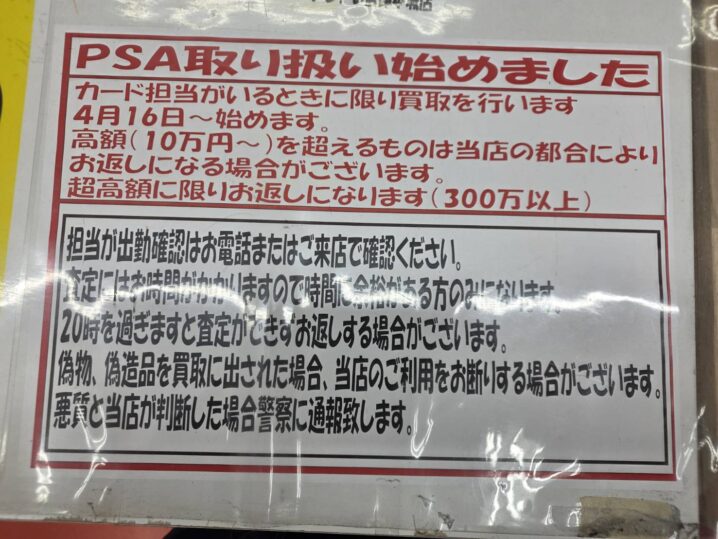 PSA取り扱い始めました
カード担当がいるときに限り買取を行います
4月16日～始めます。
高額(10万円～)を超えるものは当店の都合により
お返しになる場合がございます。
超高額に限りお返しになります(300万以上)
担当が出勤確認はお電話またはご来店で確認ください。
査定にはお時間がかかりますので時間に余裕がある方のみになります。
20時を過ぎますと査定ができずお返しする場合がございます。
偽物、偽造品を買取に出された場合、当店のご利用をお断りする場合がございます。
悪質と当店が判断した場合警察に通報致します。